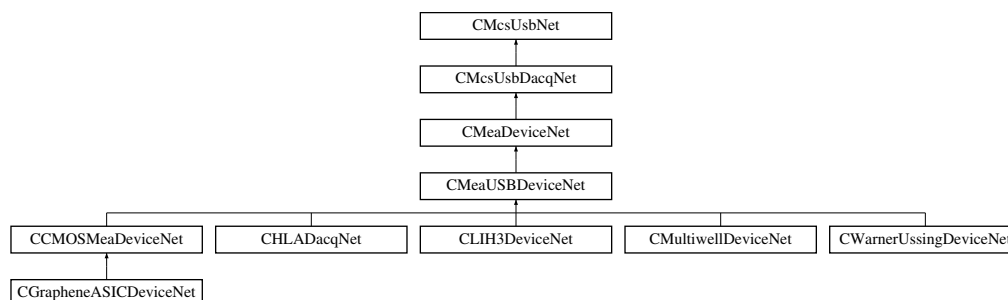 CMcsUsbNet
CMcsUsbDacqNet
CMeaDeviceNet
CMeaUSBDeviceNet
CCMOSMeaDeviceNet CHLADacqNet CLIH3DeviceNet CMultiwellDeviceNet CWarnerUssingDeviceNet
CGrapheneASICDeviceNet